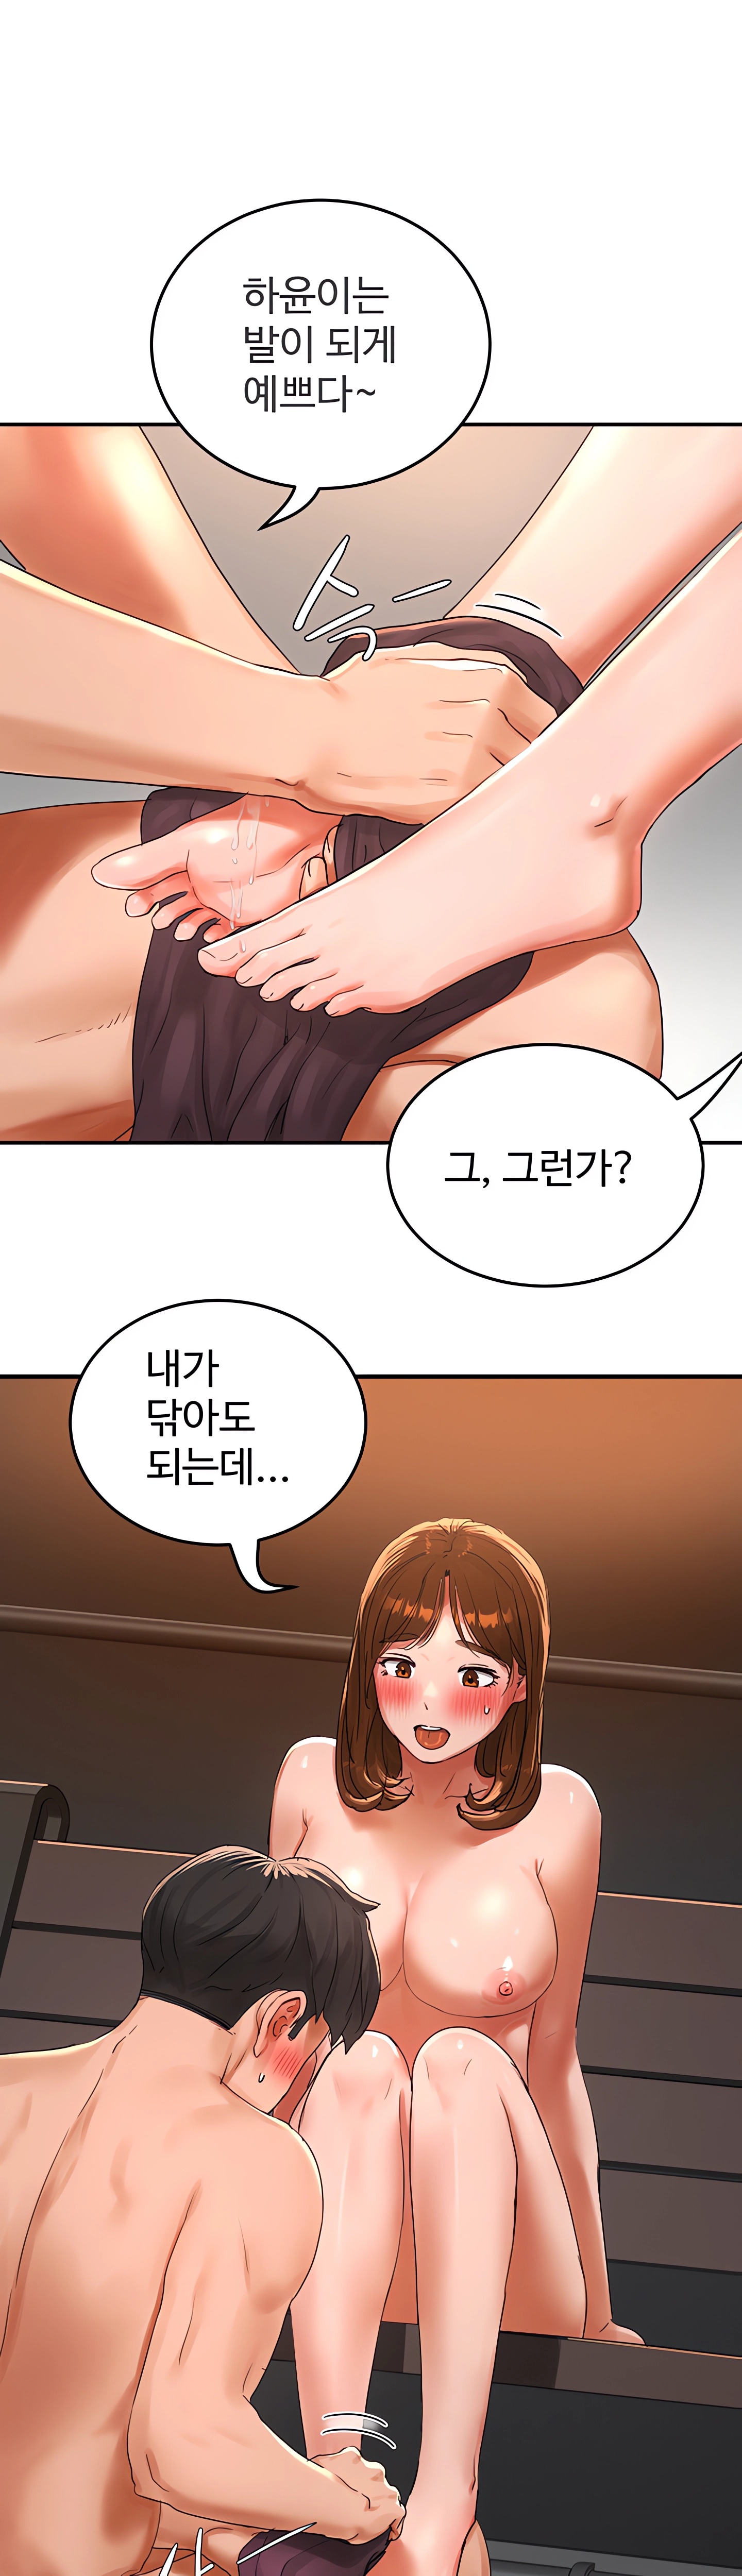 하윤이는
발이 되게
예쁘다~
스윽
그, 그런가?
내가
닦아도
되는데...